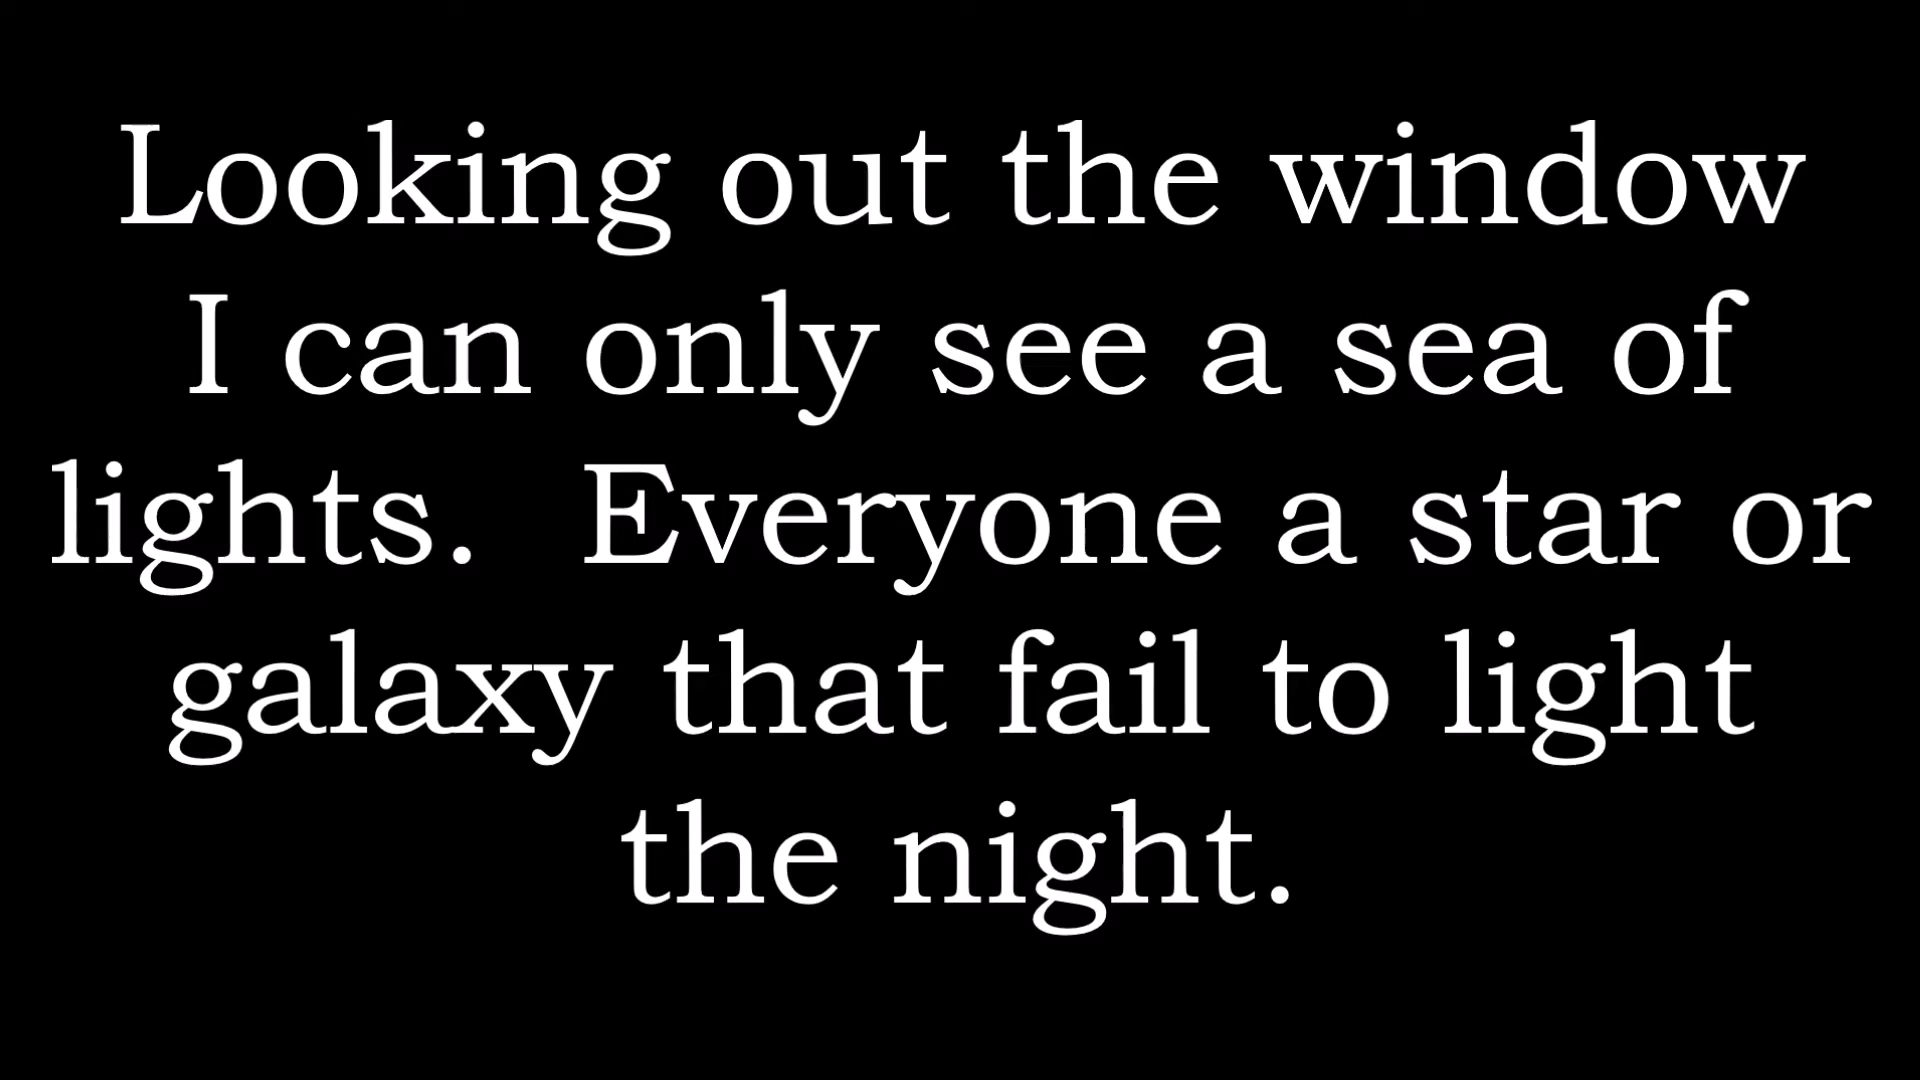 Looking out the window
I can only see a sea of
lights.  Everyone a star or
galaxy that fail to light
the night.